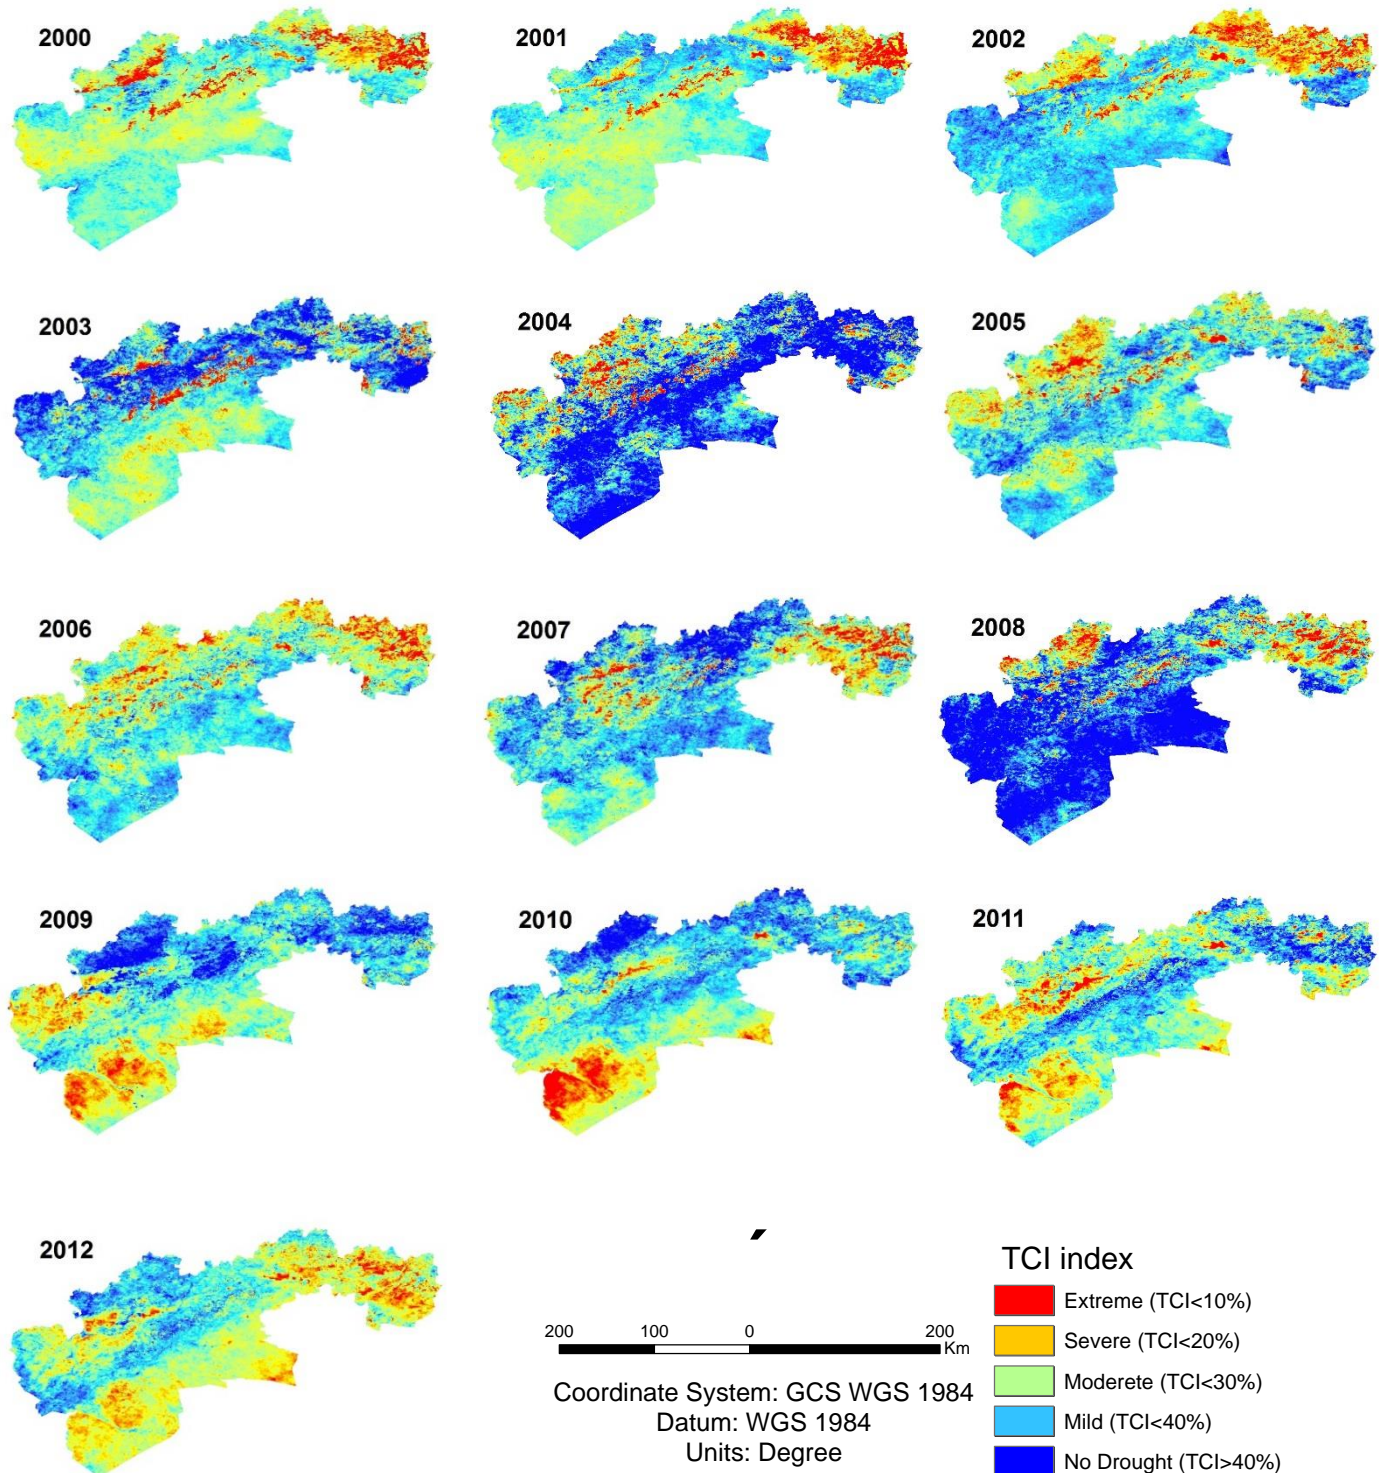 2000
2001
2002
2003
2004
2005
2006
2007
2008
2009
2010
2011
2012
TCI index
Extreme (TCI<10%)
Severe (TCI<20%)
Moderete (TCI<30%)
Mild (TCI<40%)
No Drought (TCI>40%)
200 100 0 200
Km
Coordinate System: GCS WGS 1984
Datum: WGS 1984
Units: Degree